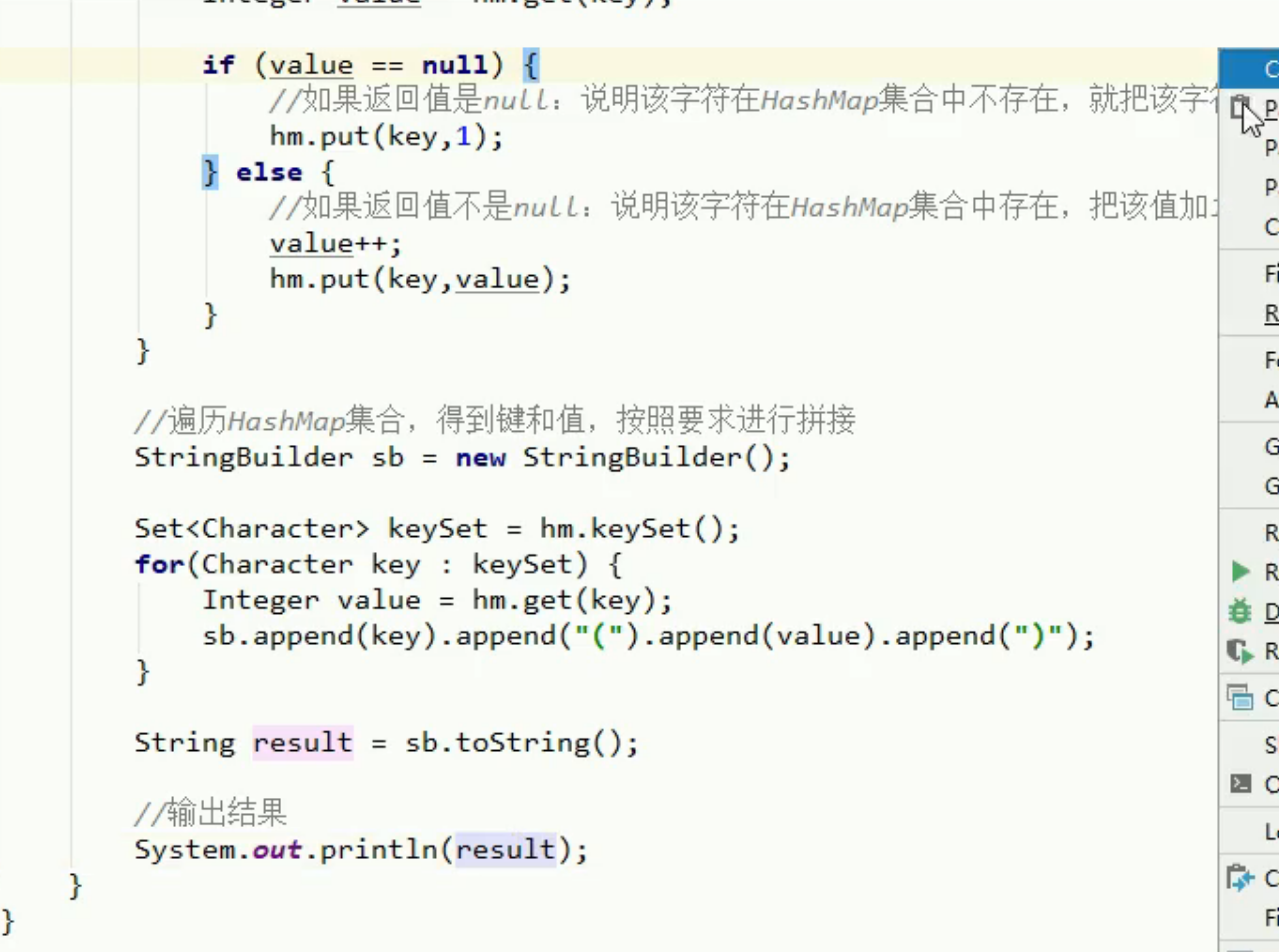 Integer value = hm.get(key);
if (value == null) {
//如果返回值是null：说明该字符在HashMap集合中不存在，就把该字
hm.put(key,1);
} else {
//如果返回值不是null：说明该字符在HashMap集合中存在，把该值加1
value++;
hm.put(key,value);
}
}
//遍历HashMap集合，得到键和值，按照要求进行拼接
StringBuilder sb = new StringBuilder();
Set<Character> keySet = hm.keySet();
for(Character key : keySet) {
Integer value = hm.get(key);
sb.append(key).append("(").append(value).append(")");
}
String result = sb.toString();
//输出结果
System.out.println(result);
}
}